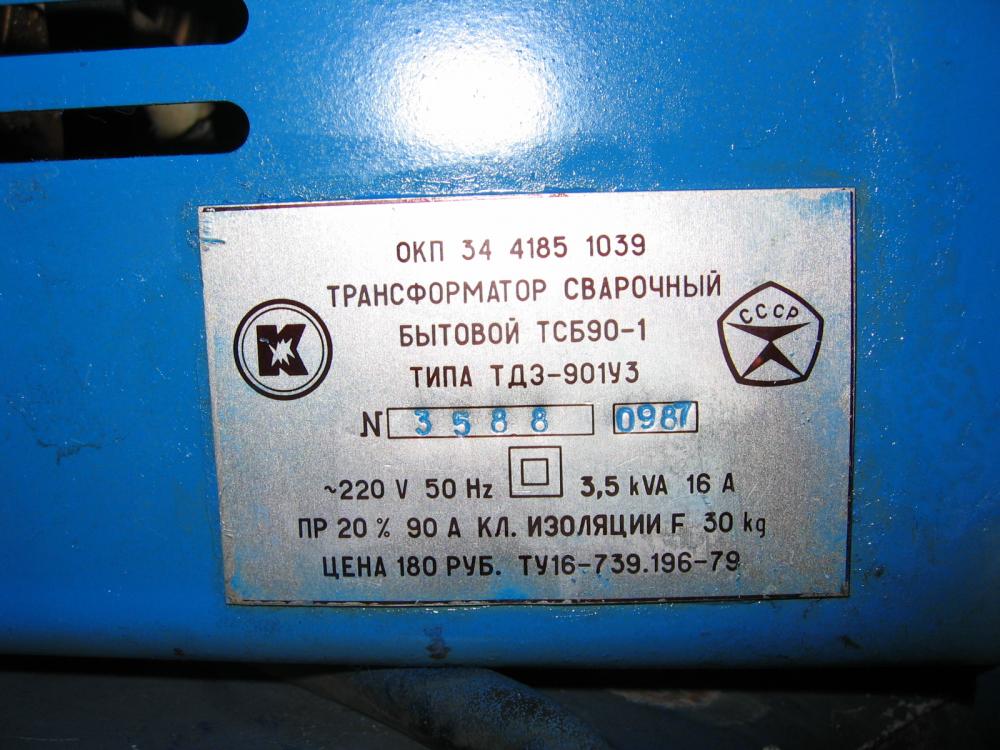 ОКП 34 4185 1039
ТРАНСФОРМАТОР СВАРОЧНЫЙ
БЫТОВОЙ ТСБ90-1
ТИПА ТДЗ-901У3
К
СССР
N 3588 0987
~220 V 50 Hz 3,5 kVA 16 A
ПР 20 % 90 А КЛ. ИЗОЛЯЦИИ F 30 kg
ЦЕНА 180 РУБ. ТУ16-739.196-79